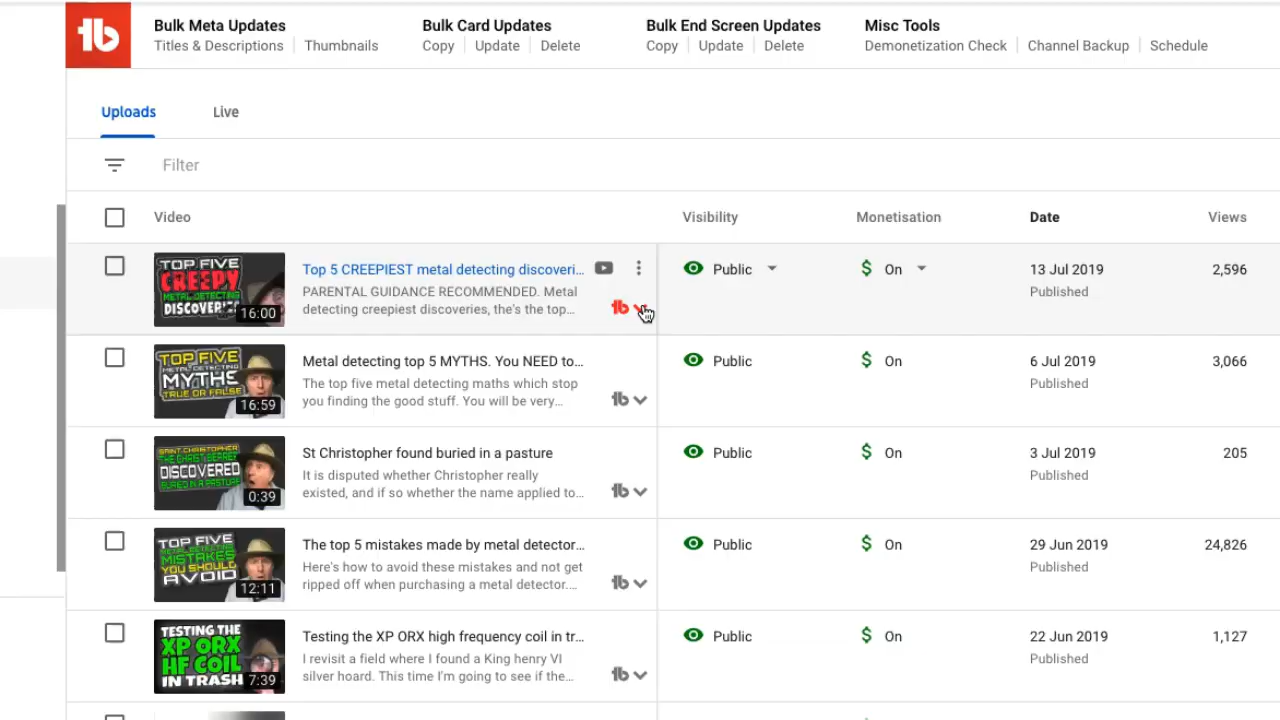 Bulk Meta Updates
Titles & Descriptions
Thumbnails
Bulk Card Updates
Copy
Update
Delete
Bulk End Screen Updates
Copy
Update
Delete
Misc Tools
Demonetization Check
Channel Backup
Schedule
tb
Uploads
Live
Filter
Video
Visibility
Monetisation
Date
Views
TOP FIVE
CREEPY
METAL DETECTING
DISCOVERIES
16:00
Top 5 CREEPIEST metal detecting discoveri...
PARENTAL GUIDANCE RECOMMENDED. Metal
detecting creepiest discoveries, the's the top...
tb
Public
$ On
13 Jul 2019
Published
2,596
TOP FIVE
METAL DETECTING
MYTHS
TRUE OR FALSE
16:59
Metal detecting top 5 MYTHS. You NEED to...
The top five metal detecting maths which stop
you finding the good stuff. You will be very...
tb
Public
$ On
6 Jul 2019
Published
3,066
SAINT CHRISTOPHER
THE CHRIST BEARER
DISCOVERED
BURIED IN A PASTURE
0:39
St Christopher found buried in a pasture
It is disputed whether Christopher really
existed, and if so whether the name applied to...
tb
Public
$ On
3 Jul 2019
Published
205
TOP FIVE
METAL DETECTING
MISTAKES
YOU SHOULD
AVOID
12:11
The top 5 mistakes made by metal detector...
Here's how to avoid these mistakes and not get
ripped off when purchasing a metal detector....
tb
Public
$ On
29 Jun 2019
Published
24,826
TESTING THE
XP ORX
HF COIL
IN TRASH
7:39
Testing the XP ORX high frequency coil in tr...
I revisit a field where I found a King henry VI
silver hoard. This time I'm going to see if the...
tb
Public
$ On
22 Jun 2019
Published
1,127